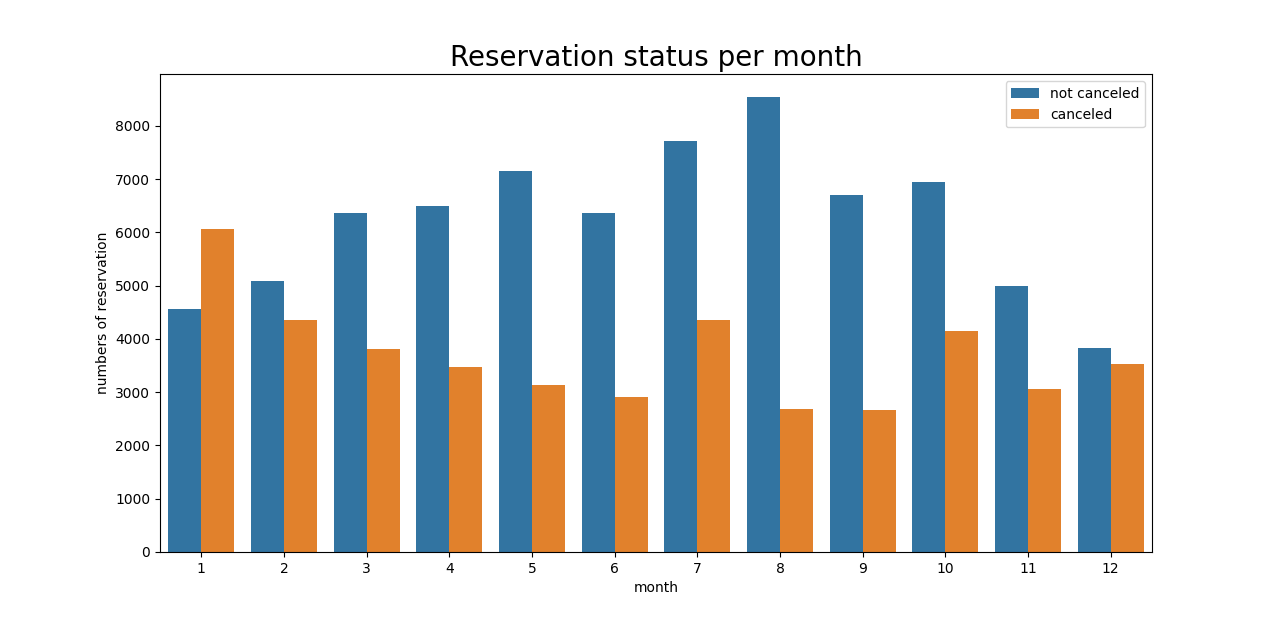 Reservation status per month
not canceled
canceled
numbers of reservation
8000
7000
6000
5000
4000
3000
2000
1000
0
1 2 3 4 5 6 7 8 9 10 11 12
month